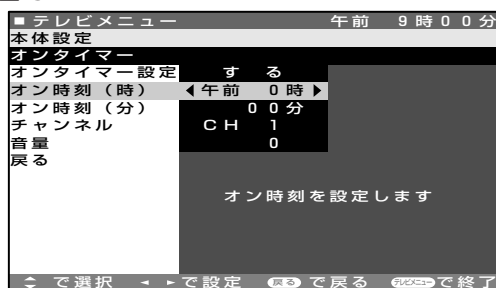 ■テレビメニュー 午前 9時00分
本体設定
オンタイマー
オンタイマー設定 する
オン時刻（時） ◀午前 0時▶
オン時刻（分） 00分
チャンネル CH 1
音量 0
戻る
オン時刻を設定します
で選択 で設定 戻る で戻る テレビメニュー で終了